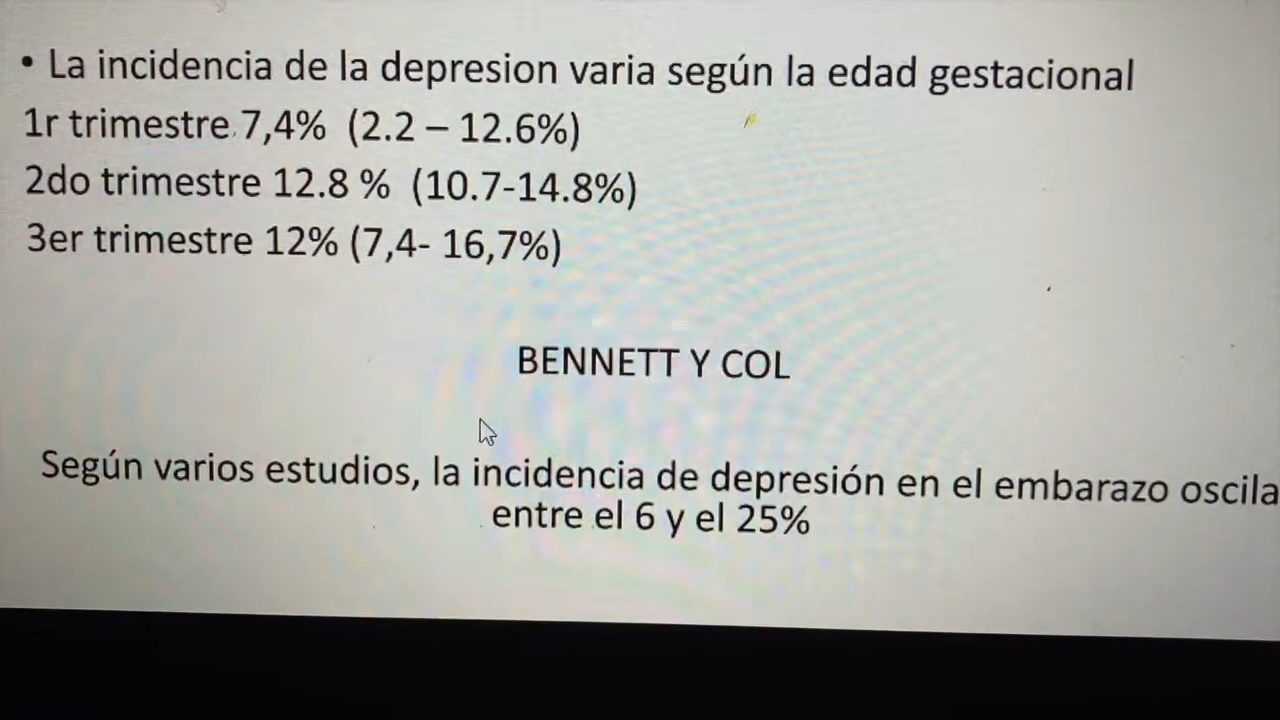 • La incidencia de la depresion varia según la edad gestacional
1r trimestre 7,4% (2.2 – 12.6%)
2do trimestre 12.8 % (10.7-14.8%)
3er trimestre 12% (7,4- 16,7%)
BENNETT Y COL
Según varios estudios, la incidencia de depresión en el embarazo oscila
entre el 6 y el 25%